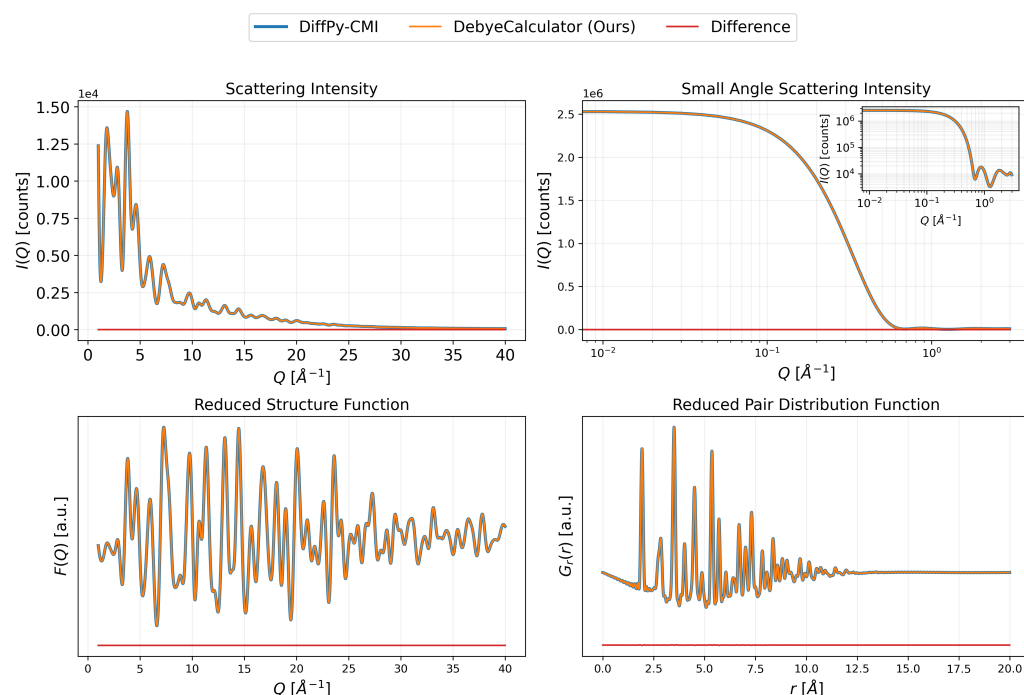 DiffPy-CMI DebyeCalculator (Ours) Difference
Scattering Intensity
1e4
1.50
1.25
1.00
0.75
0.50
0.25
0.00
I(Q) [counts]
0 5 10 15 20 25 30 35 40
Q [Å⁻¹]
Small Angle Scattering Intensity
1e6
2.5
2.0
1.5
1.0
0.5
0.0
I(Q) [counts]
10⁻² 10⁻¹ 10⁰
Q [Å⁻¹]
10⁶
10⁵
10⁴
I(Q) [counts]
10⁻² 10⁻¹ 10⁰
Q [Å⁻¹]
Reduced Structure Function
F(Q) [a.u.]
0 5 10 15 20 25 30 35 40
Q [Å⁻¹]
Reduced Pair Distribution Function
Gᵣ(r) [a.u.]
0.0 2.5 5.0 7.5 10.0 12.5 15.0 17.5 20.0
r [Å]